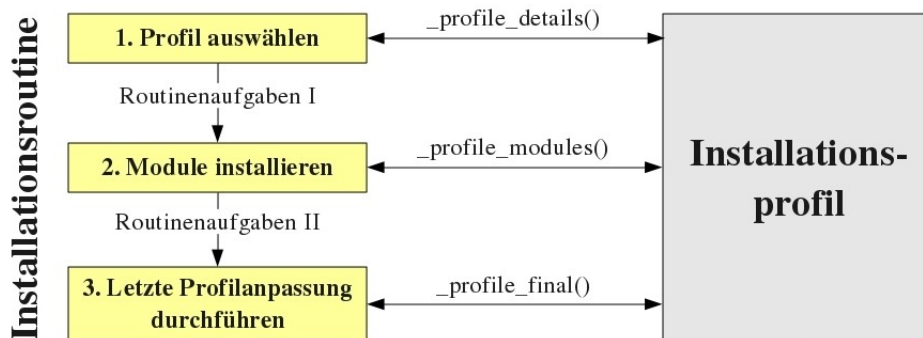 Installationsroutine
1. Profil auswählen
_profile_details()
Routinenaufgaben I
2. Module installieren
_profile_modules()
Installations-
profil
Routinenaufgaben II
3. Letzte Profilanpassung
durchführen
_profile_final()